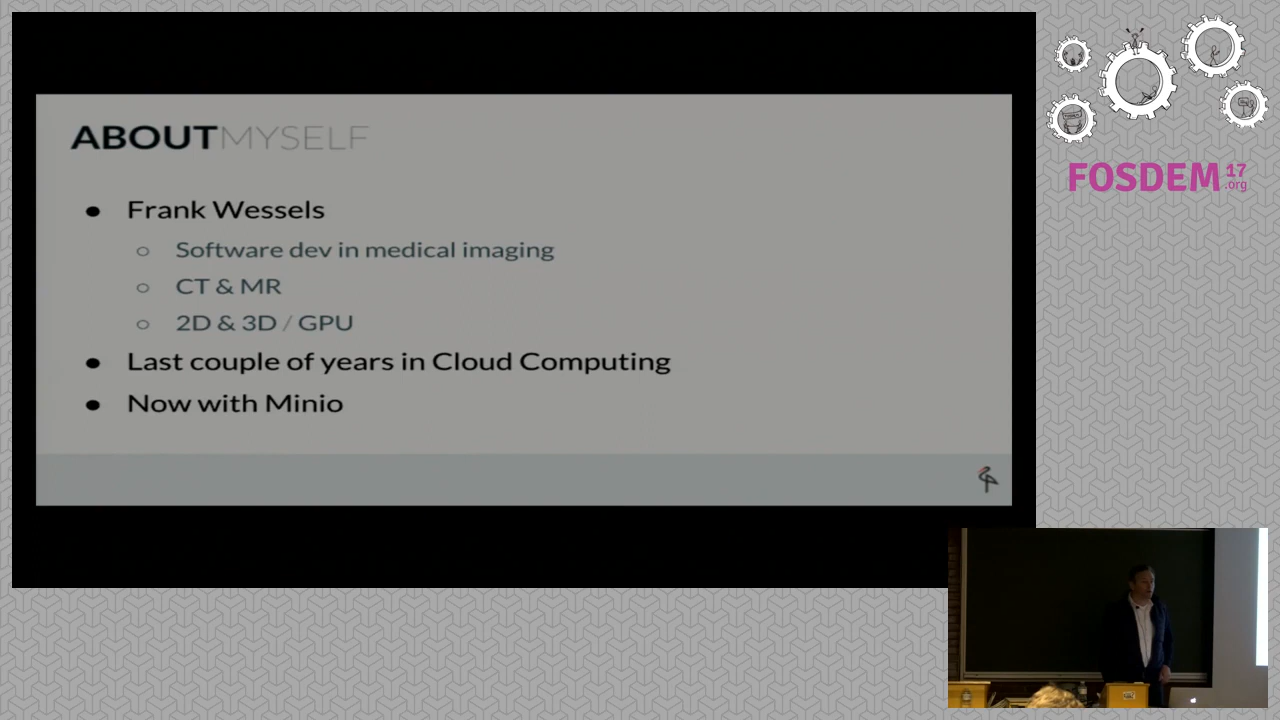 ABOUTMYSELF
● Frank Wessels
○ Software dev in medical imaging
○ CT & MR
○ 2D & 3D / GPU
● Last couple of years in Cloud Computing
● Now with Minio
FOSDEM 17 .org